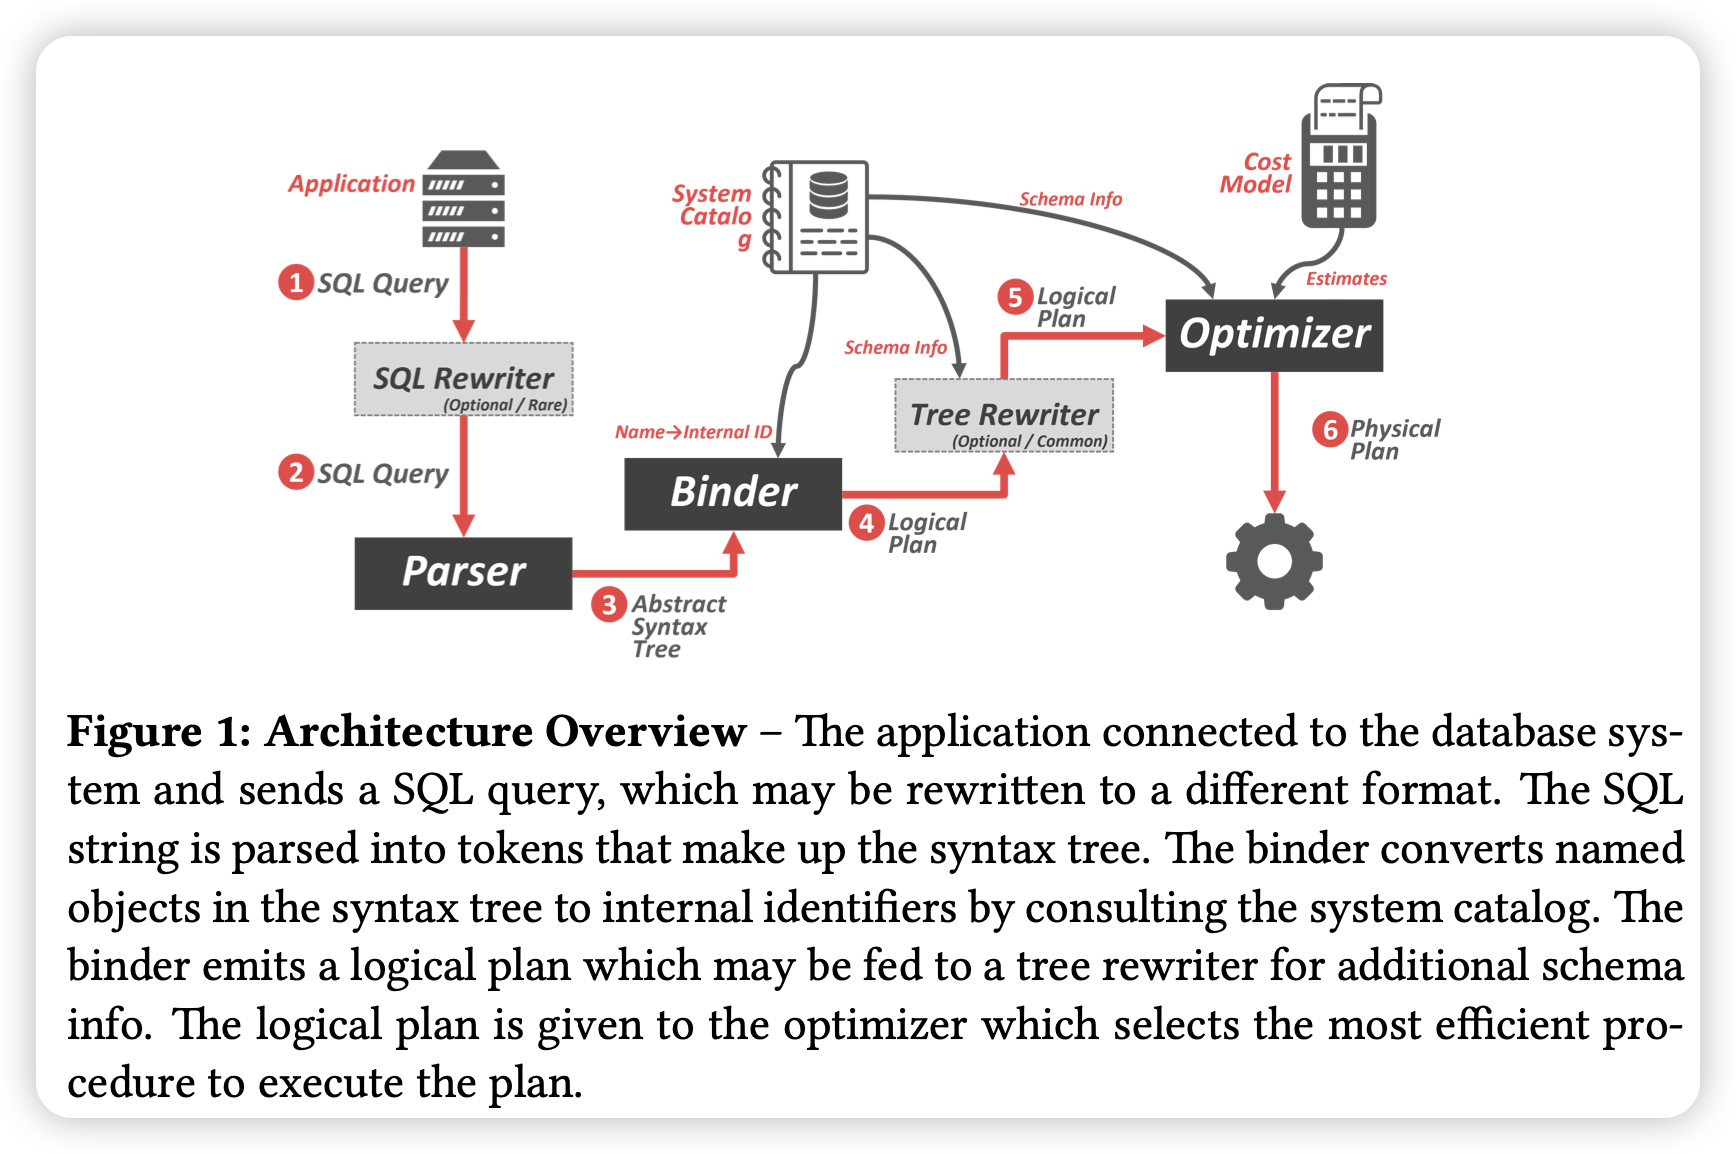 Application
1 SQL Query
SQL Rewriter
(Optional / Rare)
2 SQL Query
Parser
3 Abstract
Syntax
Tree
System
Catalo
g
Name→Internal ID
Binder
4 Logical
Plan
Schema Info
Tree Rewriter
(Optional / Common)
5 Logical
Plan
Schema Info
Cost
Model
Estimates
Optimizer
6 Physical
Plan
Figure 1: Architecture Overview – The application connected to the database sys-
tem and sends a SQL query, which may be rewritten to a different format. The SQL
string is parsed into tokens that make up the syntax tree. The binder converts named
objects in the syntax tree to internal identifiers by consulting the system catalog. The
binder emits a logical plan which may be fed to a tree rewriter for additional schema
info. The logical plan is given to the optimizer which selects the most efficient pro-
cedure to execute the plan.